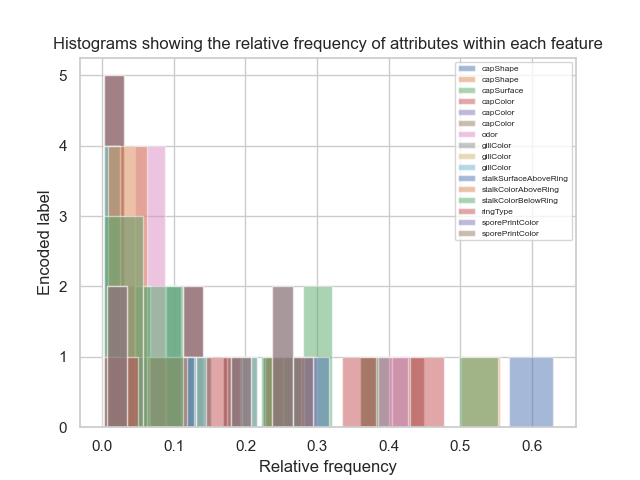 Histograms showing the relative frequency of attributes within each feature
5
4
3
2
1
0
Encoded label
capShape
capShape
capSurface
capColor
capColor
capColor
odor
gillColor
gillColor
gillColor
stalkSurfaceAboveRing
stalkColorAboveRing
stalkColorBelowRing
ringType
sporePrintColor
sporePrintColor
0.0 0.1 0.2 0.3 0.4 0.5 0.6
Relative frequency